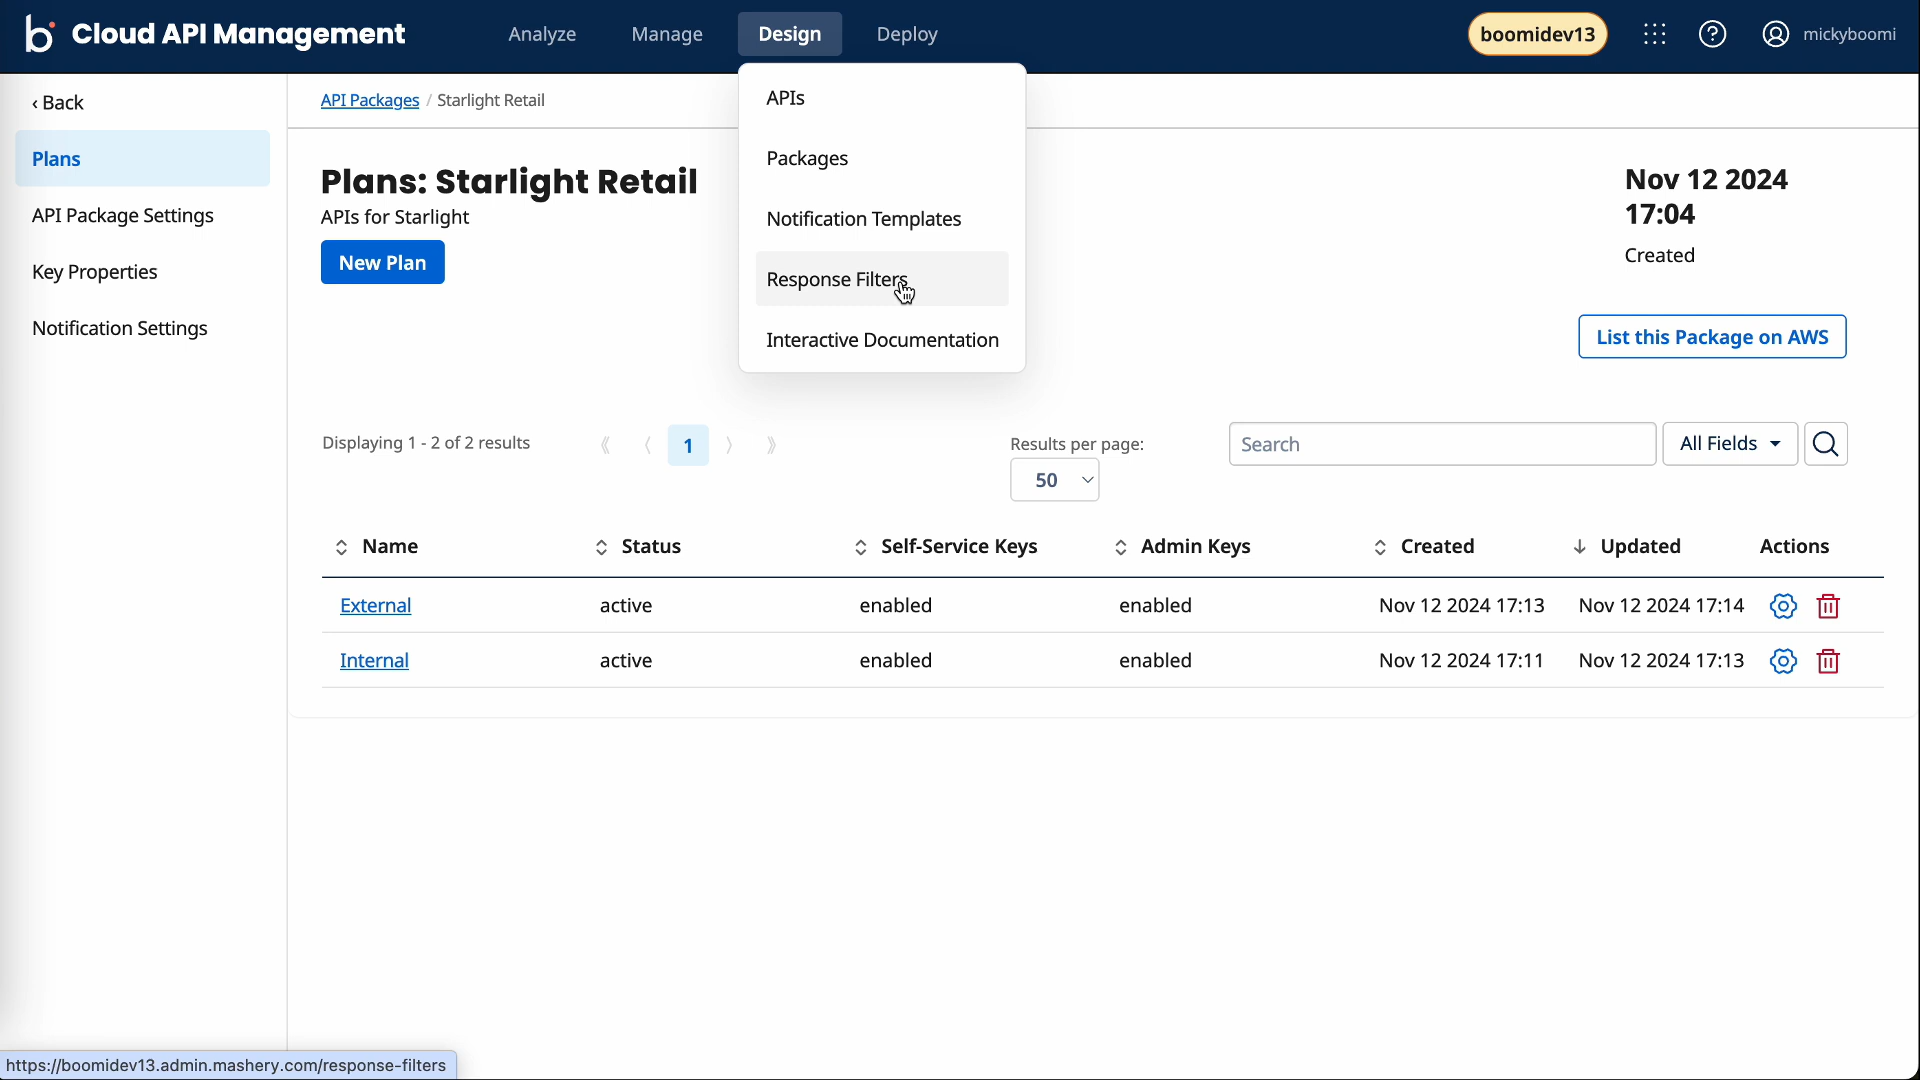 b Cloud API Management
Analyze
Manage
Design
Deploy
boomidev13
mickyboomi
‹ Back
Plans
API Package Settings
Key Properties
Notification Settings
API Packages / Starlight Retail
APIs
Packages
Notification Templates
Response Filters
Interactive Documentation
Plans: Starlight Retail
APIs for Starlight
New Plan
Nov 12 2024
17:04
Created
List this Package on AWS
Displaying 1 - 2 of 2 results
1
Results per page:
50
Search
All Fields
Name Status Self-Service Keys Admin Keys Created Updated Actions
External active enabled enabled Nov 12 2024 17:13 Nov 12 2024 17:14
Internal active enabled enabled Nov 12 2024 17:11 Nov 12 2024 17:13
https://boomidev13.admin.mashery.com/response-filters